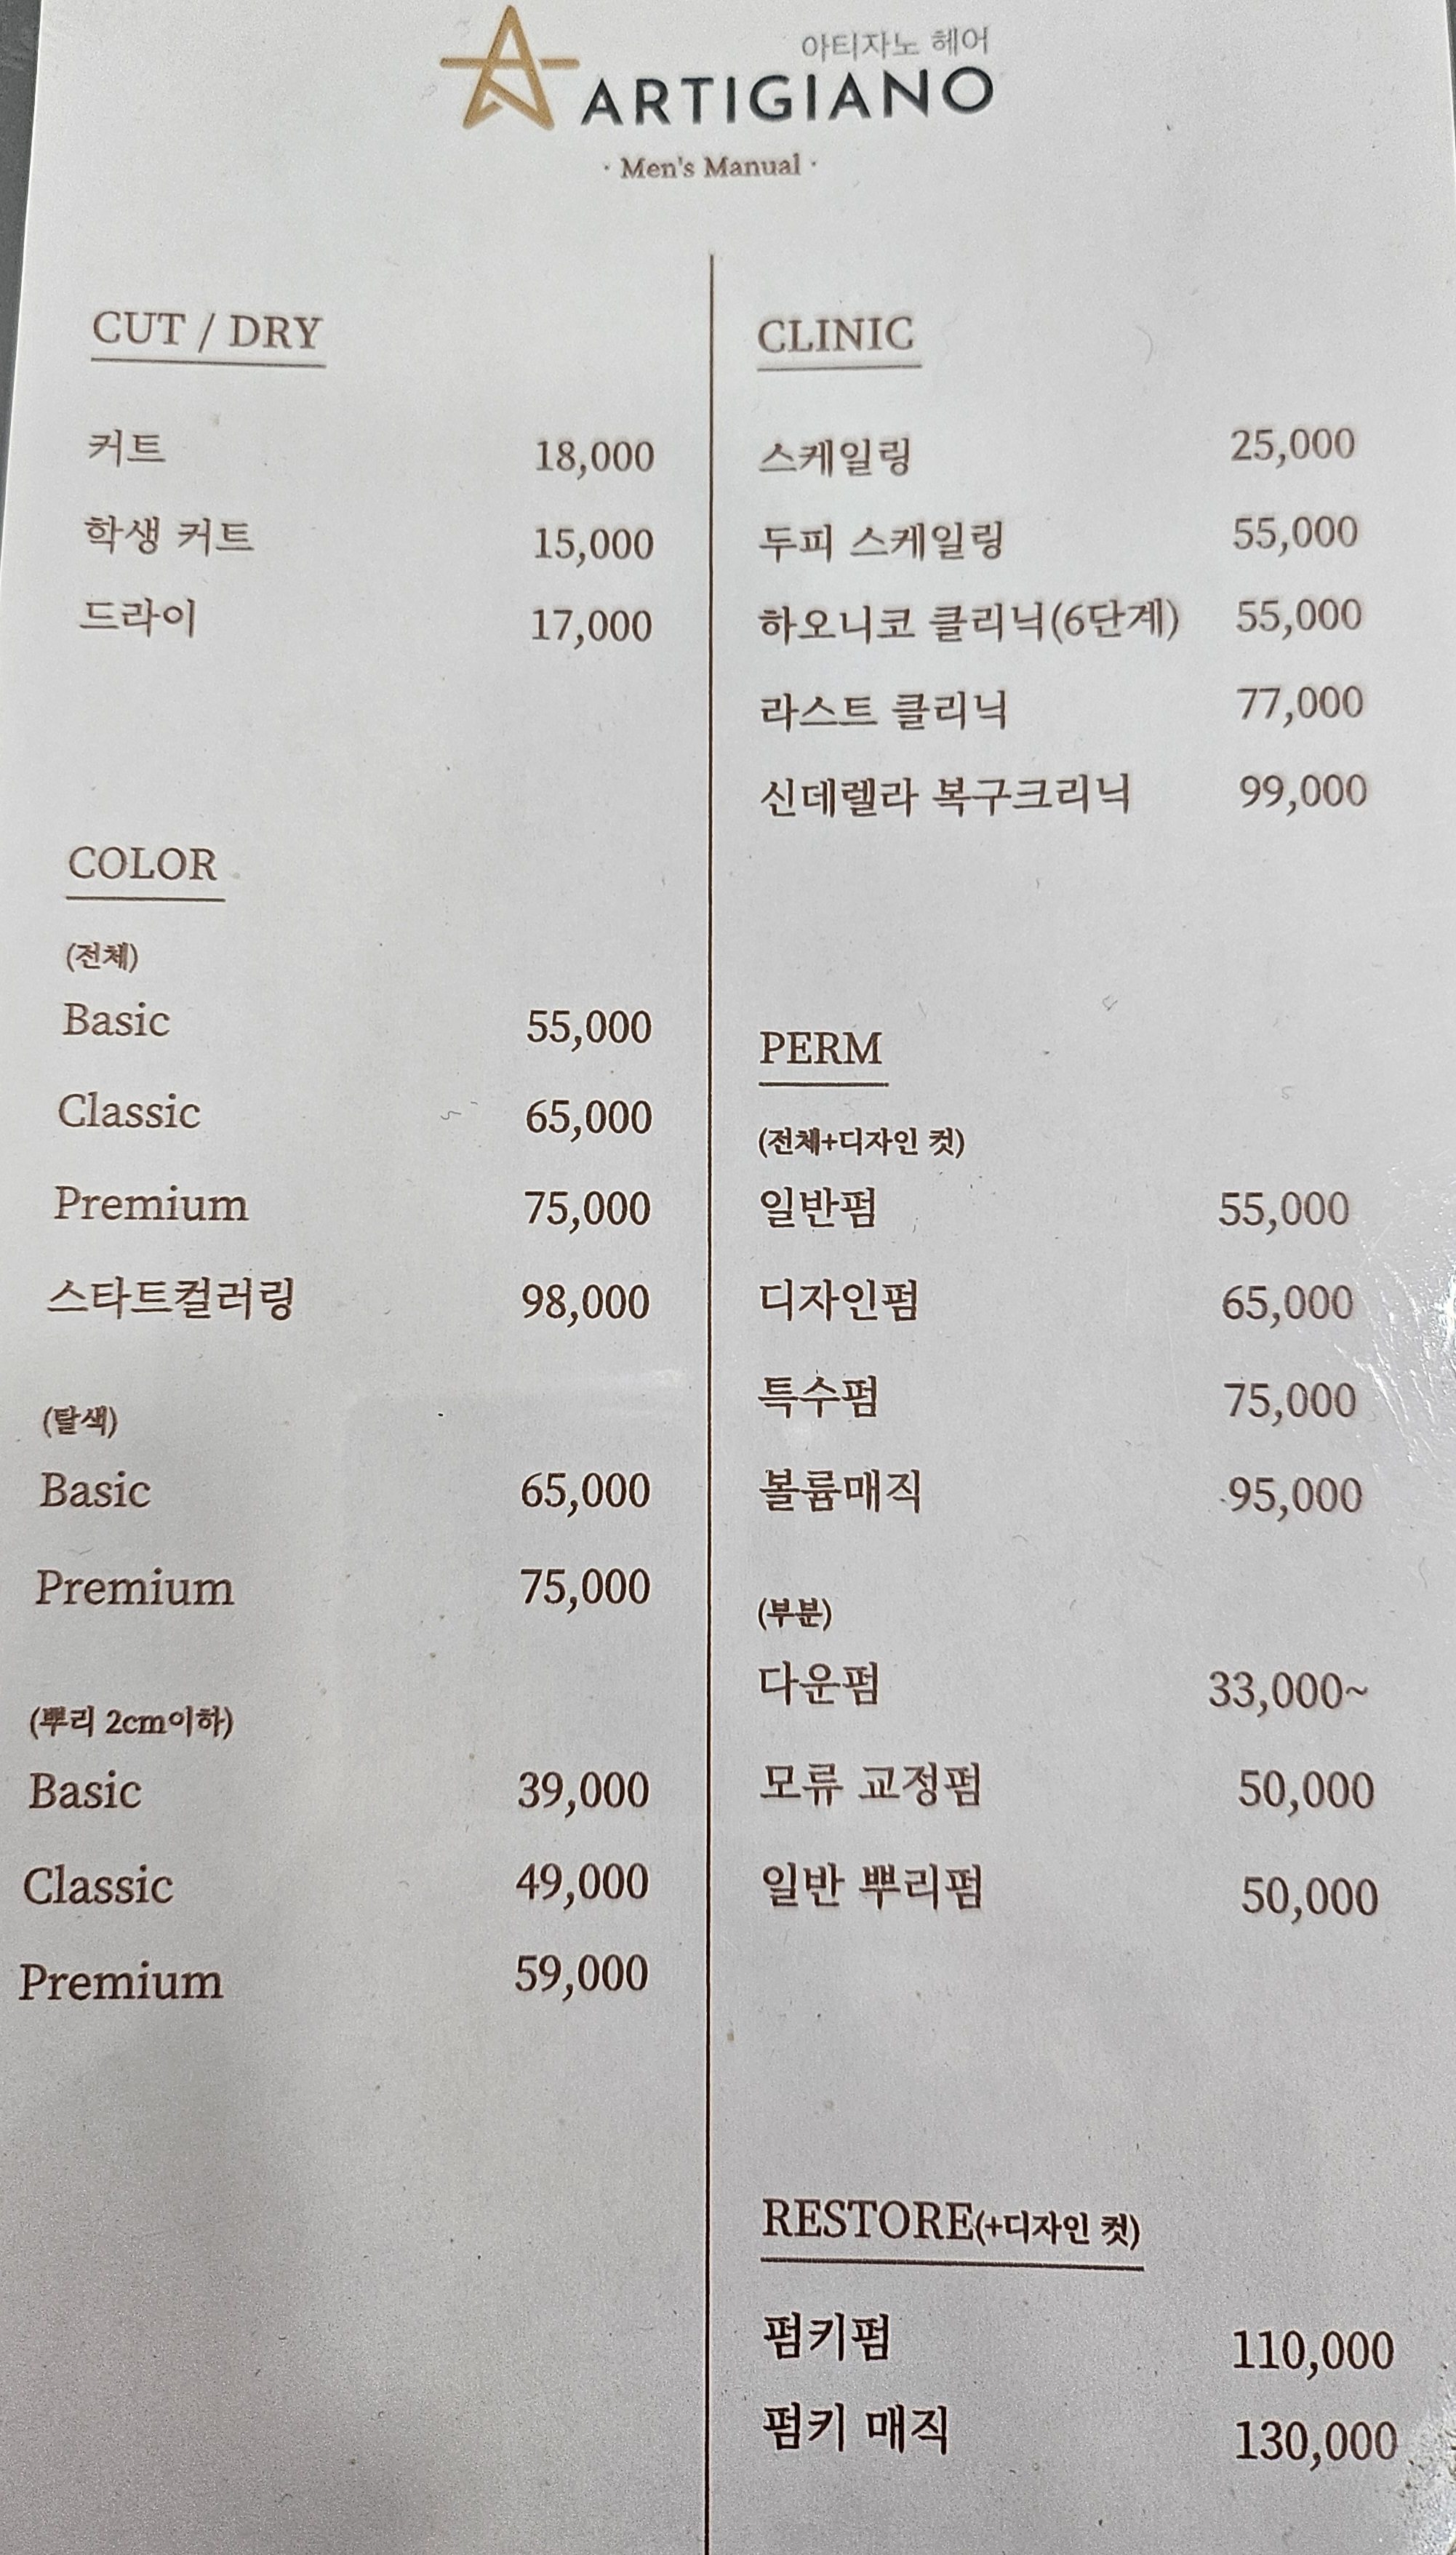 아티자노 헤어
ARTIGIANO
· Men's Manual ·
CUT / DRY
커트 18,000
학생 커트 15,000
드라이 17,000
COLOR
(전체)
Basic 55,000
Classic 65,000
Premium 75,000
스타트컬러링 98,000
(탈색)
Basic 65,000
Premium 75,000
(뿌리 2cm이하)
Basic 39,000
Classic 49,000
Premium 59,000
CLINIC
스케일링 25,000
두피 스케일링 55,000
하오니코 클리닉(6단계) 55,000
라스트 클리닉 77,000
신데렐라 복구크리닉 99,000
PERM
(전체+디자인 컷)
일반펌 55,000
디자인펌 65,000
특수펌 75,000
볼륨매직 95,000
(부분)
다운펌 33,000~
모류 교정펌 50,000
일반 뿌리펌 50,000
RESTORE(+디자인 컷)
펌키펌 110,000
펌키 매직 130,000